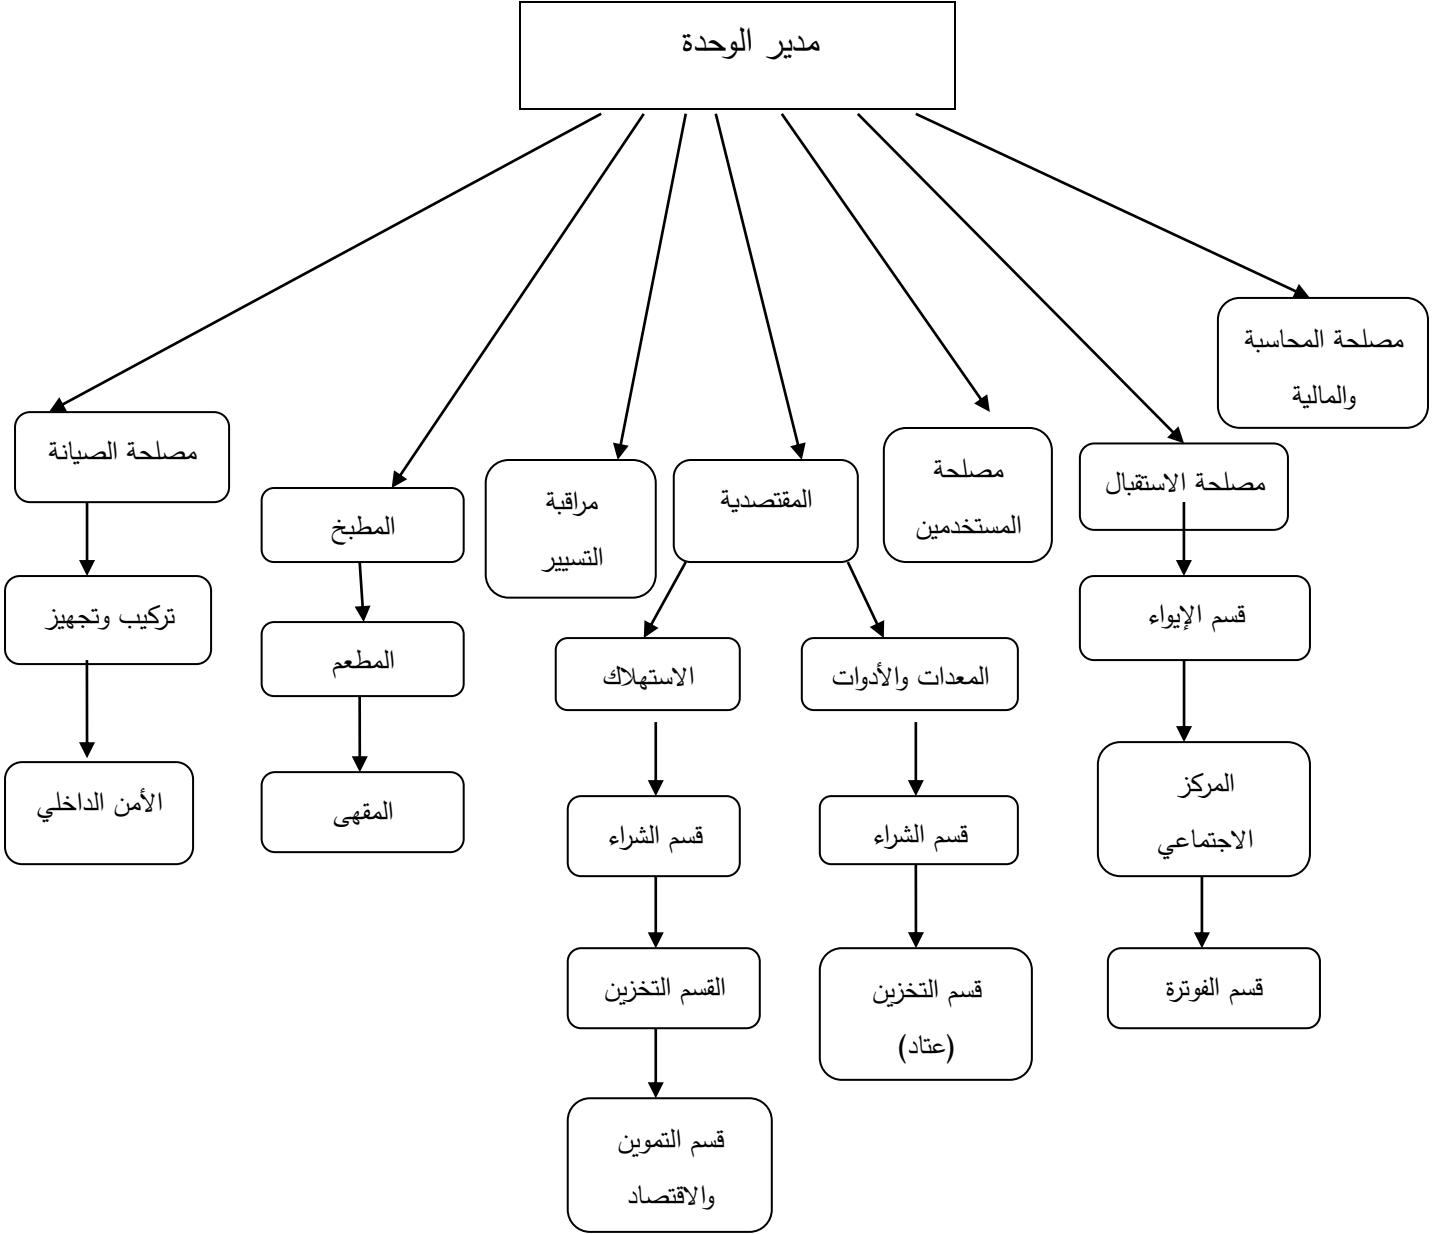 مدير الوحدة
مصلحة المحاسبة
والمالية
مصلحة الاستقبال
قسم الإيواء
المركز
الاجتماعي
قسم الفوترة
مصلحة
المستخدمين
المقتصدية
المعدات والأدوات
قسم الشراء
قسم التخزين
(عتاد)
الاستهلاك
قسم الشراء
القسم التخزين
قسم التموين
والاقتصاد
مراقبة
التسيير
المطبخ
المطعم
المقهى
مصلحة الصيانة
تركيب وتجهيز
الأمن الداخلي